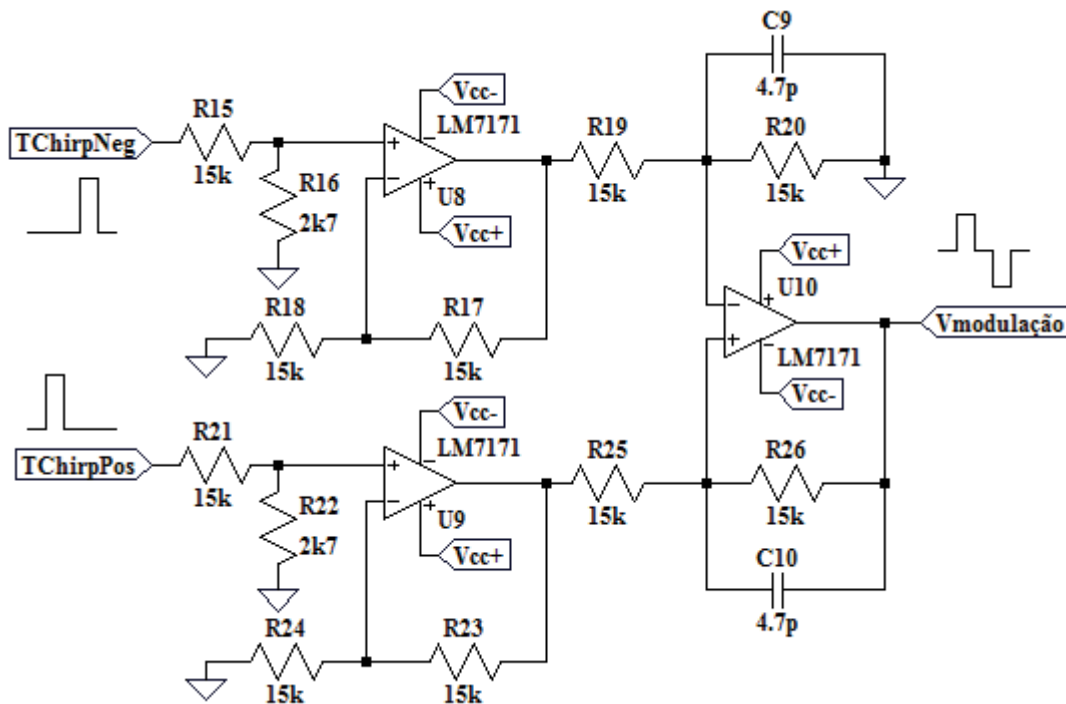 C9
4.7p
Vcc-
LM7171
R15
TChirpNeg
15k
+
-
R16
2k7
U8
Vcc+
R19
15k
R20
15k
R18
15k
R17
15k
Vcc+
U10
-
+
LM7171
Vcc-
Vmodulação
Vcc-
LM7171
R21
TChirpPos
15k
+
-
R22
2k7
U9
Vcc+
R25
15k
R26
15k
C10
4.7p
R24
15k
R23
15k